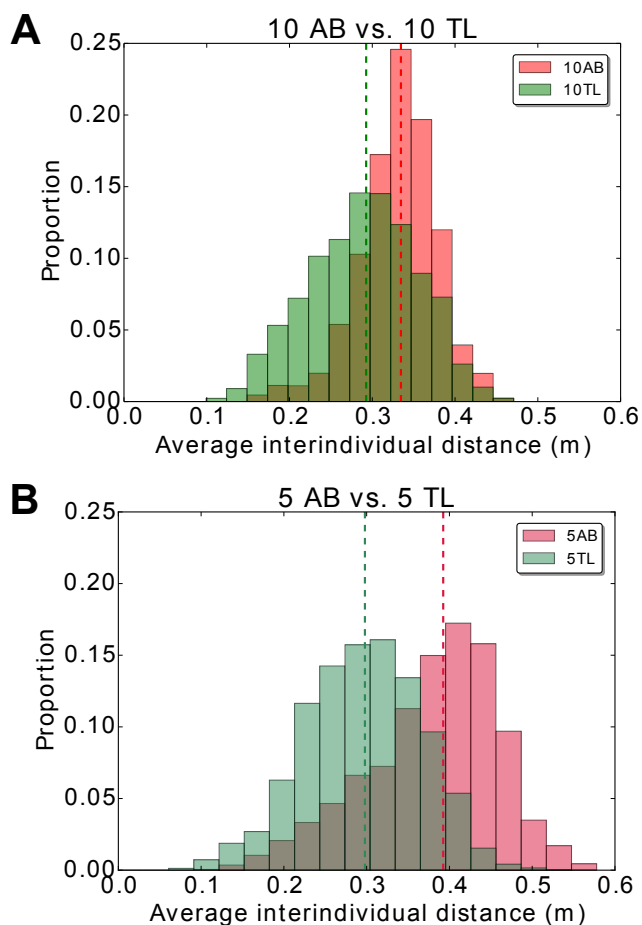 A
10 AB vs. 10 TL
0.25
0.20
0.15
0.10
0.05
0.00
Proportion
10AB
10TL
0.0 0.1 0.2 0.3 0.4 0.5 0.6
Average interindividual distance (m)
B
5 AB vs. 5 TL
0.25
0.20
0.15
0.10
0.05
0.00
Proportion
5AB
5TL
0.0 0.1 0.2 0.3 0.4 0.5 0.6
Average interindividual distance (m)